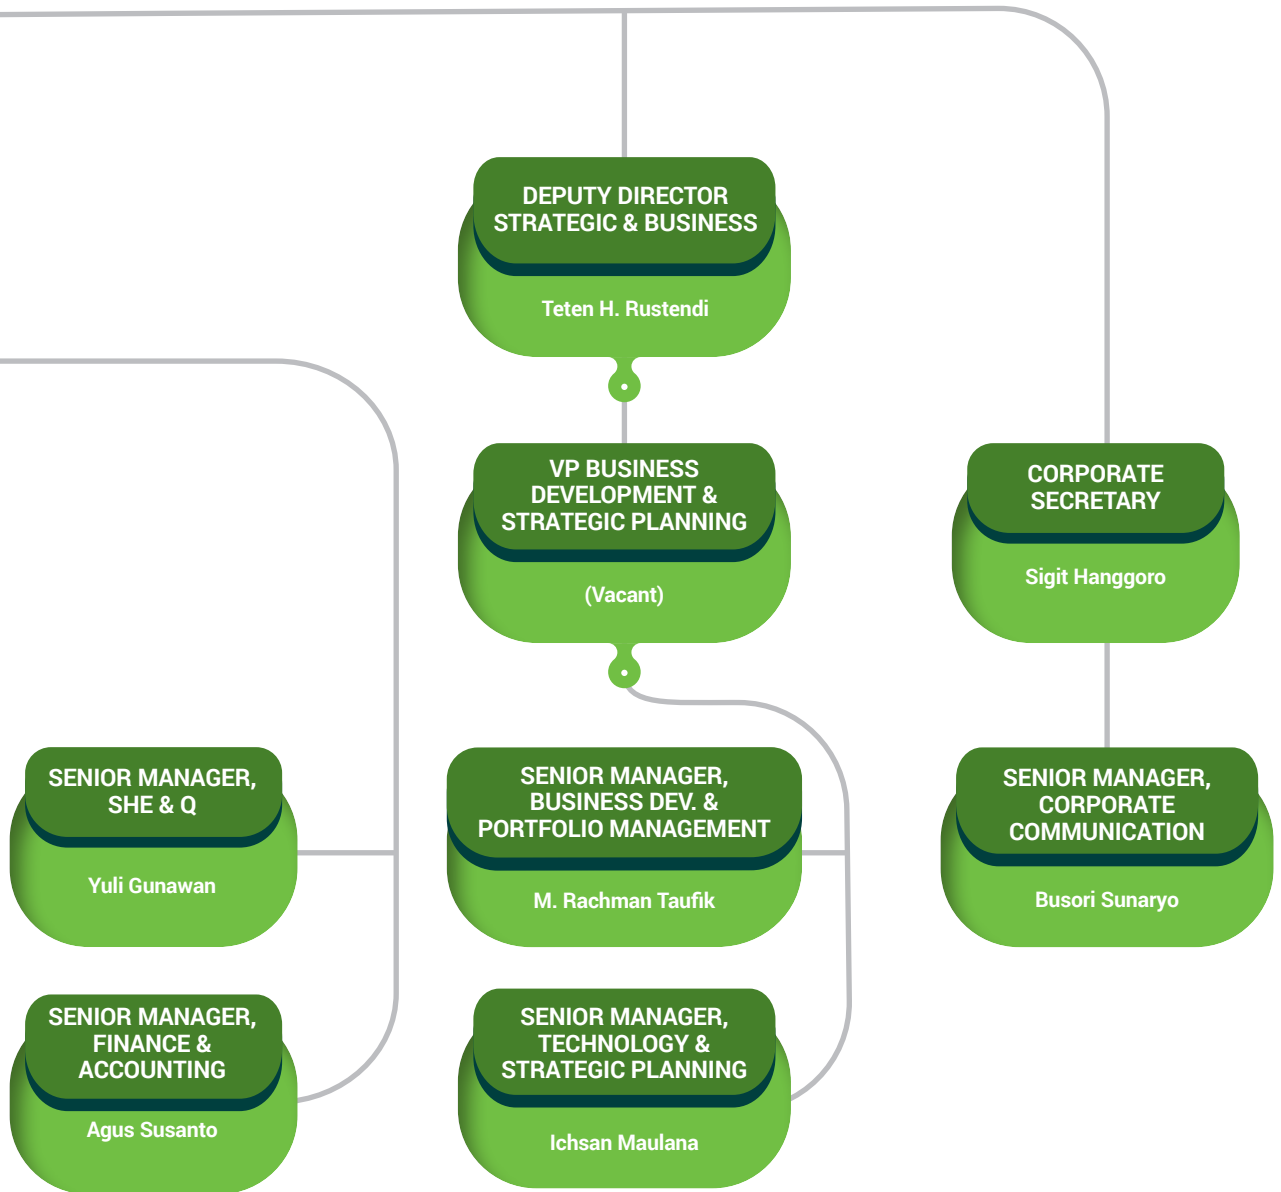 DEPUTY DIRECTOR
STRATEGIC & BUSINESS
Teten H. Rustendi
VP BUSINESS
DEVELOPMENT &
STRATEGIC PLANNING
(Vacant)
CORPORATE
SECRETARY
Sigit Hanggoro
SENIOR MANAGER,
SHE & Q
Yuli Gunawan
SENIOR MANAGER,
BUSINESS DEV. &
PORTFOLIO MANAGEMENT
M. Rachman Taufik
SENIOR MANAGER,
CORPORATE
COMMUNICATION
Busori Sunaryo
SENIOR MANAGER,
FINANCE &
ACCOUNTING
Agus Susanto
SENIOR MANAGER,
TECHNOLOGY &
STRATEGIC PLANNING
Ichsan Maulana